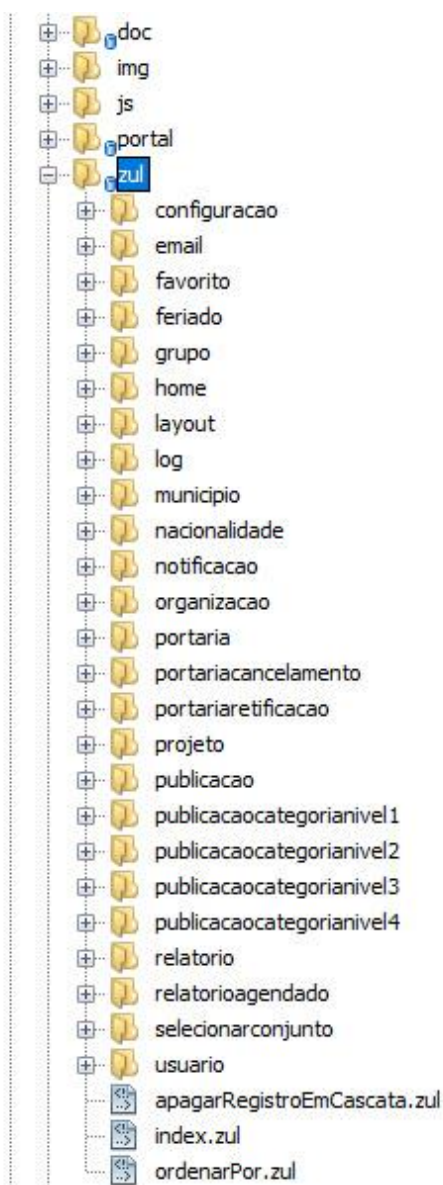 doc
img
js
portal
zul
configuracao
email
favorito
feriado
grupo
home
layout
log
municipio
nacionalidade
notificacao
organizacao
portaria
portariacancelamento
portariaretificacao
projeto
publicacao
publicacaocategorianivel1
publicacaocategorianivel2
publicacaocategorianivel3
publicacaocategorianivel4
relatorio
relatorioagendado
selecionarconjunto
usuario
apagarRegistroEmCascata.zul
index.zul
ordenarPor.zul